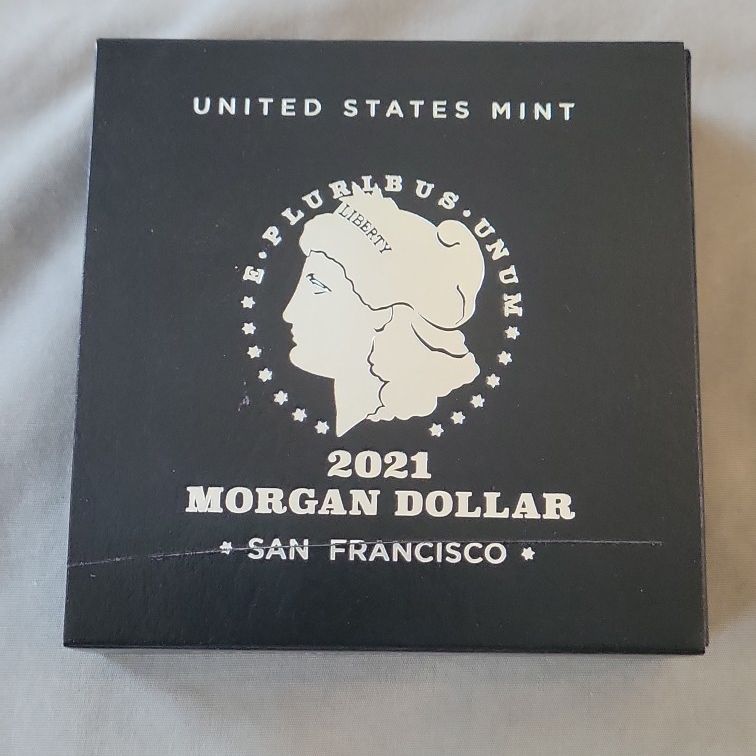 UNITED STATES MINT
E·PLURIBUS·UNUM
LIBERTY
2021
MORGAN DOLLAR
SAN FRANCISCO